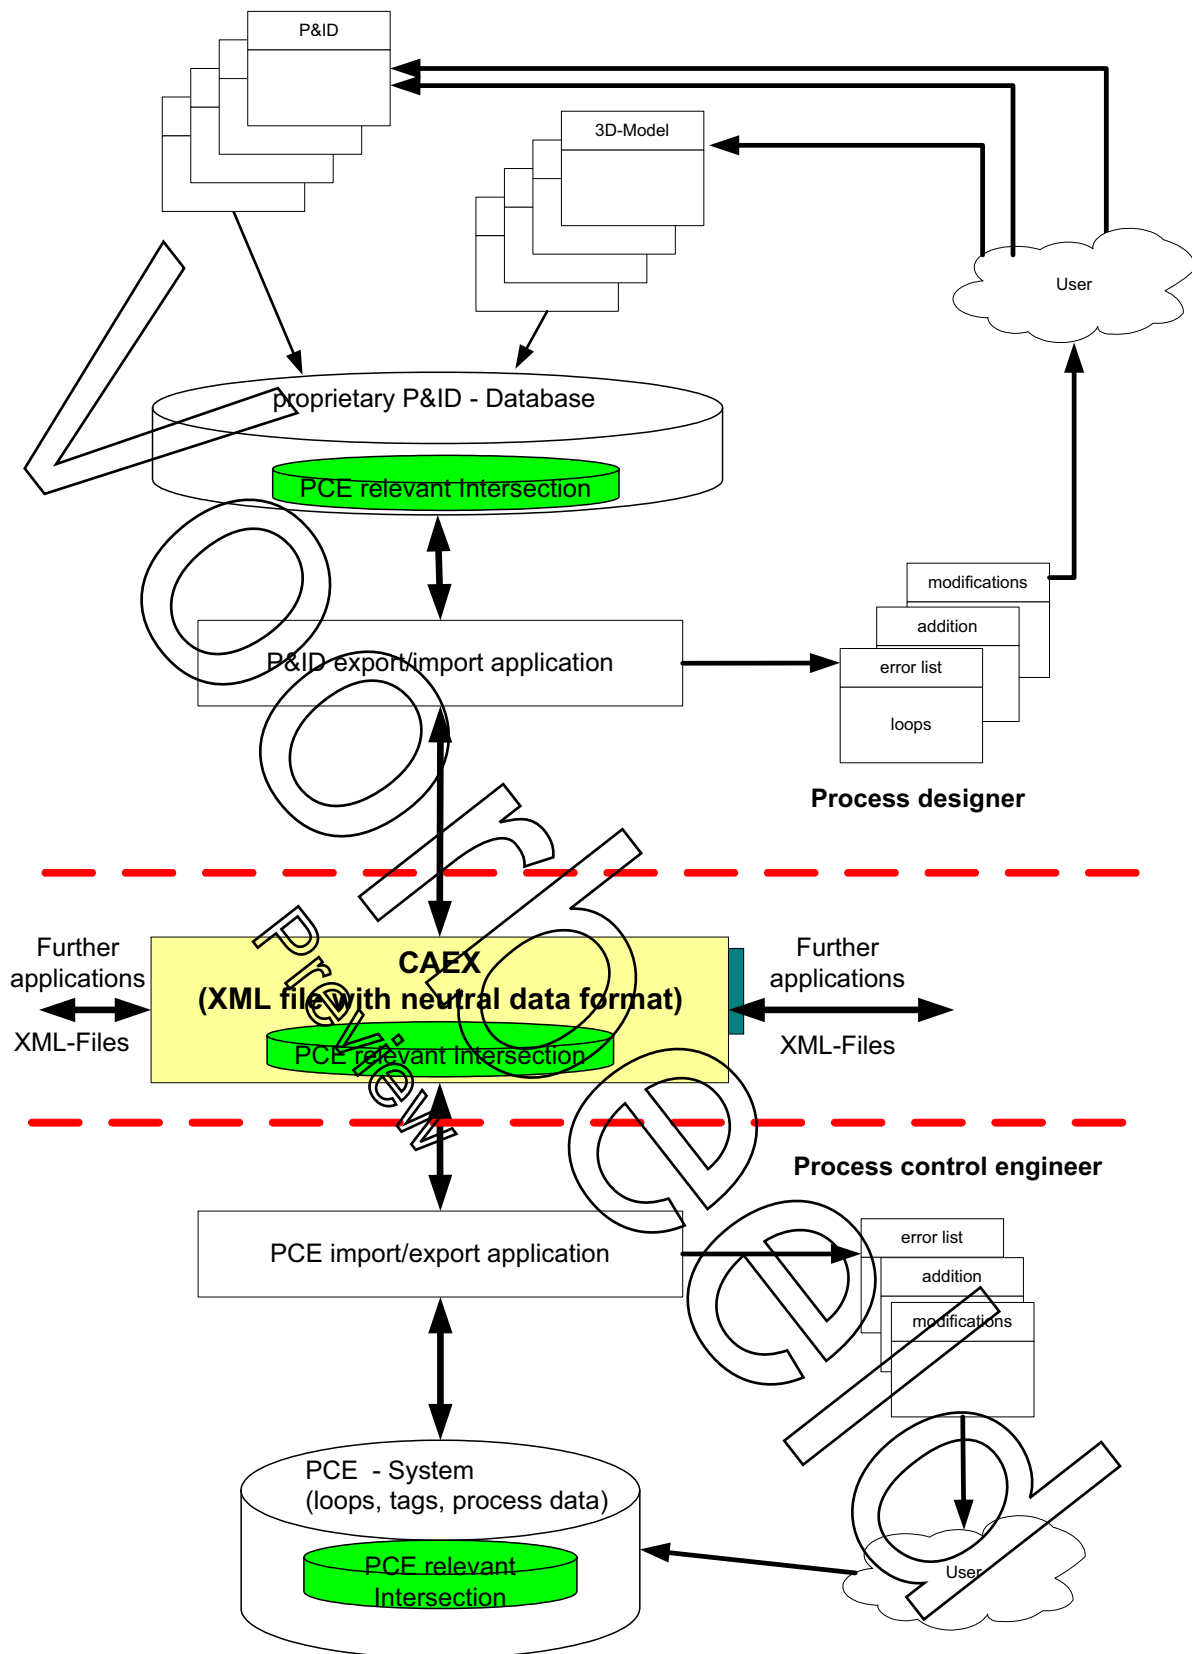 P&ID
3D-Model
User
proprietary P&ID - Database
PCE relevant Intersection
modifications
addition
P&ID export/import application
error list
loops
Process designer
Further
applications
XML-Files
CAEX
(XML file with neutral data format)
PCE relevant Intersection
Further
applications
XML-Files
Process control engineer
PCE import/export application
error list
addition
modifications
PCE - System
(loops, tags, process data)
PCE relevant
Intersection
User
Voorbeeld
Preview